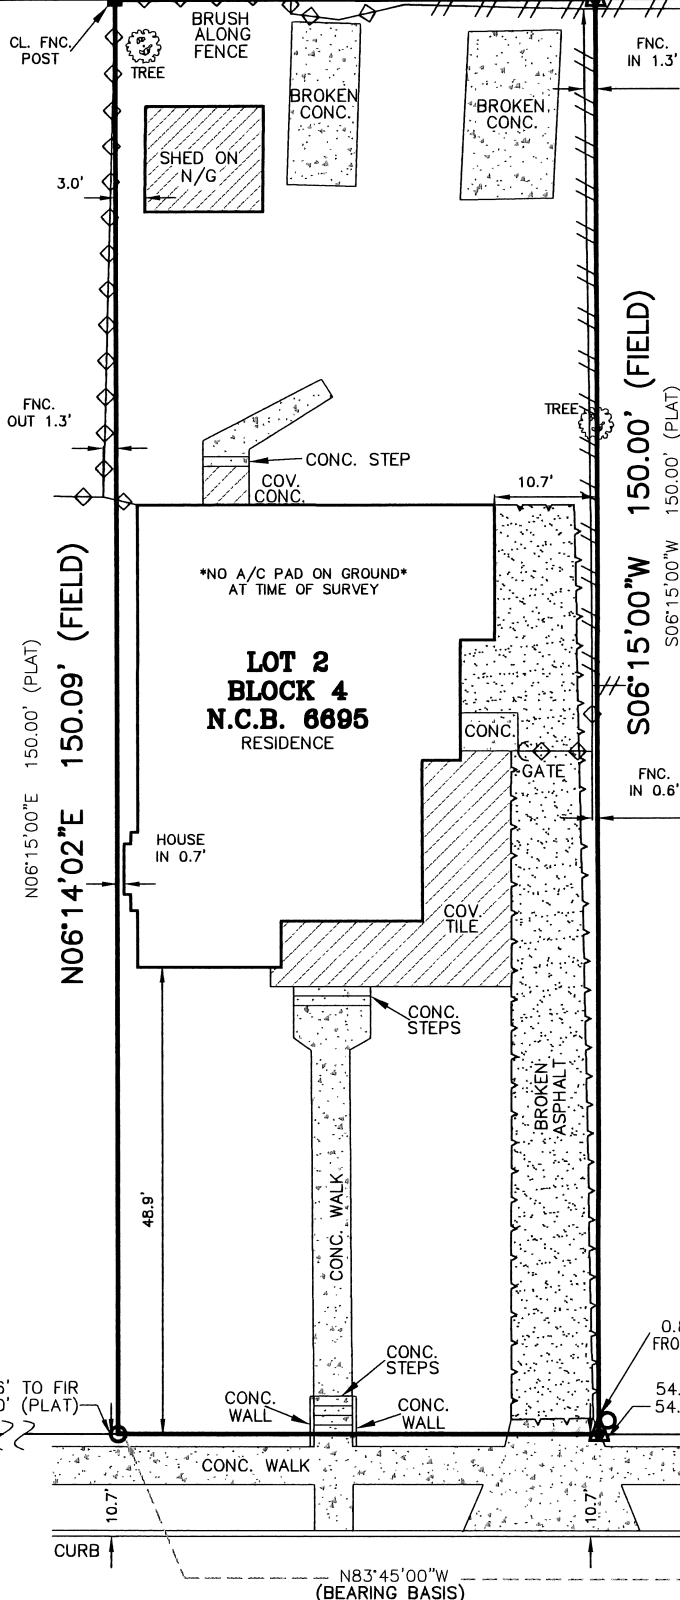 CL. FNC.
POST
TREE
BRUSH
ALONG
FENCE
BROKEN
CONC.
BROKEN
CONC.
FNC.
IN 1.3'
SHED ON
N/G
3.0'
FNC.
OUT 1.3'
TREE
CONC. STEP
COV.
CONC.
10.7'
S06°15'00"W 150.00' (FIELD)
S06°15'00"W 150.00' (PLAT)
*NO A/C PAD ON GROUND*
AT TIME OF SURVEY
LOT 2
BLOCK 4
N.C.B. 6695
RESIDENCE
N06°15'00"E 150.00' (PLAT)
N06°14'02"E 150.09' (FIELD)
CONC.
GATE
FNC.
IN 0.6'
HOUSE
IN 0.7'
COV.
TILE
CONC.
STEPS
BROKEN
ASPHALT
48.9'
CONC. WALK
CONC.
STEPS
CONC.
WALL
CONC.
WALL
TO FIR
(PLAT)
54.
54.
CONC. WALK
10.7'
10.7'
CURB
N83°45'00"W
(BEARING BASIS)